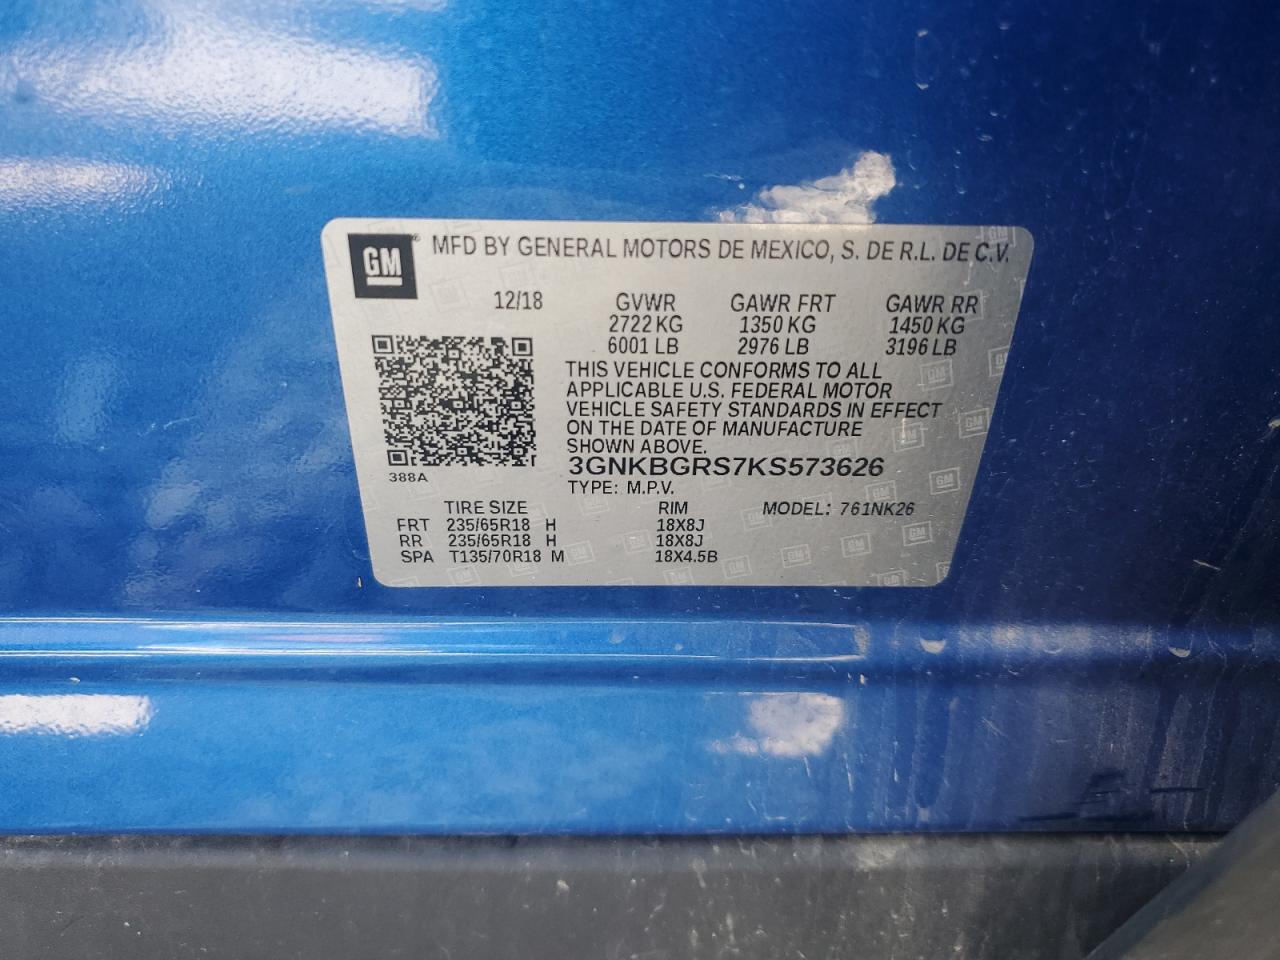 GM® MFD BY GENERAL MOTORS DE MEXICO, S. DE R.L. DE C.V.
12/18 GVWR GAWR FRT GAWR RR
2722 KG 1350 KG 1450 KG
6001 LB 2976 LB 3196 LB
THIS VEHICLE CONFORMS TO ALL
APPLICABLE U.S. FEDERAL MOTOR
VEHICLE SAFETY STANDARDS IN EFFECT
ON THE DATE OF MANUFACTURE
SHOWN ABOVE.
3GNKBGRS7KS573626
388A
TYPE: M.P.V.
TIRE SIZE RIM MODEL: 761NK26
FRT 235/65R18 H 18X8J
RR 235/65R18 H 18X8J
SPA T135/70R18 M 18X4.5B